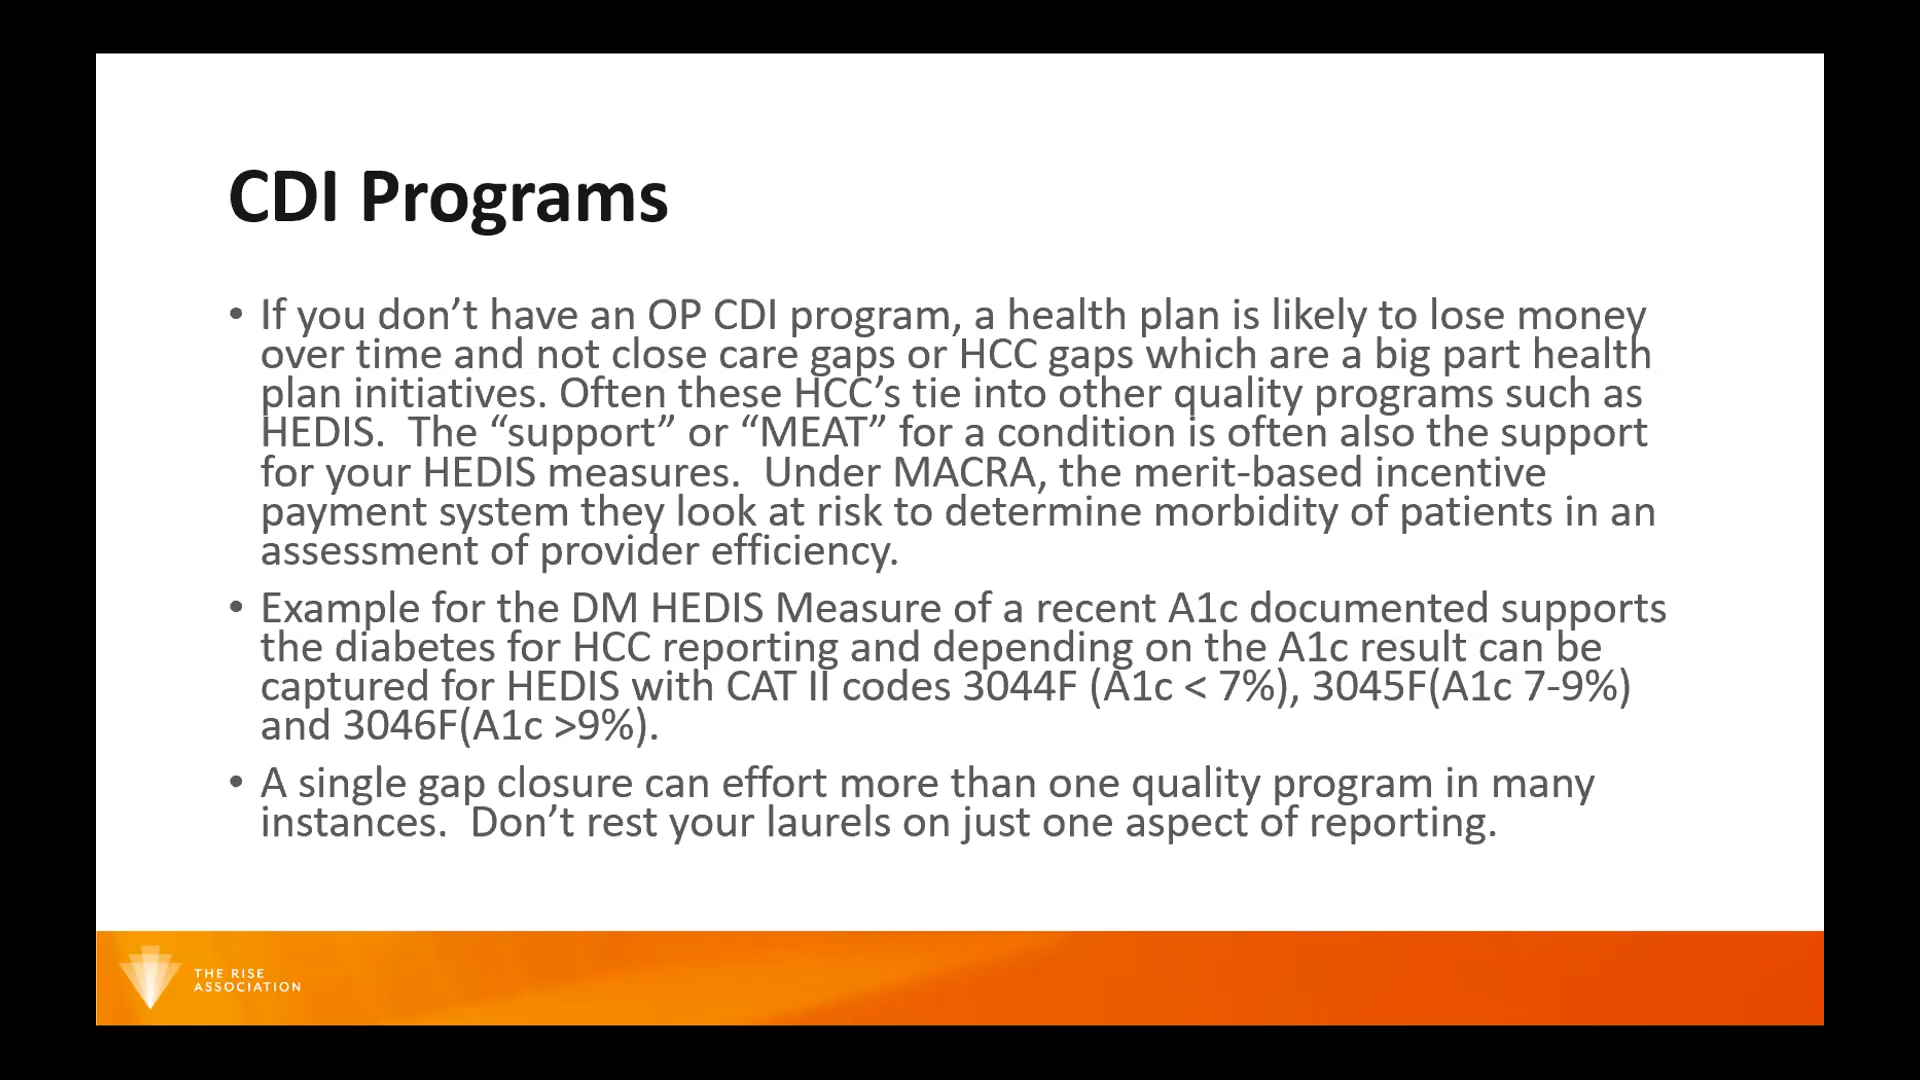 CDI Programs
• If you don’t have an OP CDI program, a health plan is likely to lose money
over time and not close care gaps or HCC gaps which are a big part health
plan initiatives. Often these HCC’s tie into other quality programs such as
HEDIS.  The “support” or “MEAT” for a condition is often also the support
for your HEDIS measures.  Under MACRA, the merit-based incentive
payment system they look at risk to determine morbidity of patients in an
assessment of provider efficiency.
• Example for the DM HEDIS Measure of a recent A1c documented supports
the diabetes for HCC reporting and depending on the A1c result can be
captured for HEDIS with CAT II codes 3044F (A1c < 7%), 3045F(A1c 7-9%)
and 3046F(A1c >9%).
• A single gap closure can effort more than one quality program in many
instances.  Don’t rest your laurels on just one aspect of reporting.
THE RISE
ASSOCIATION